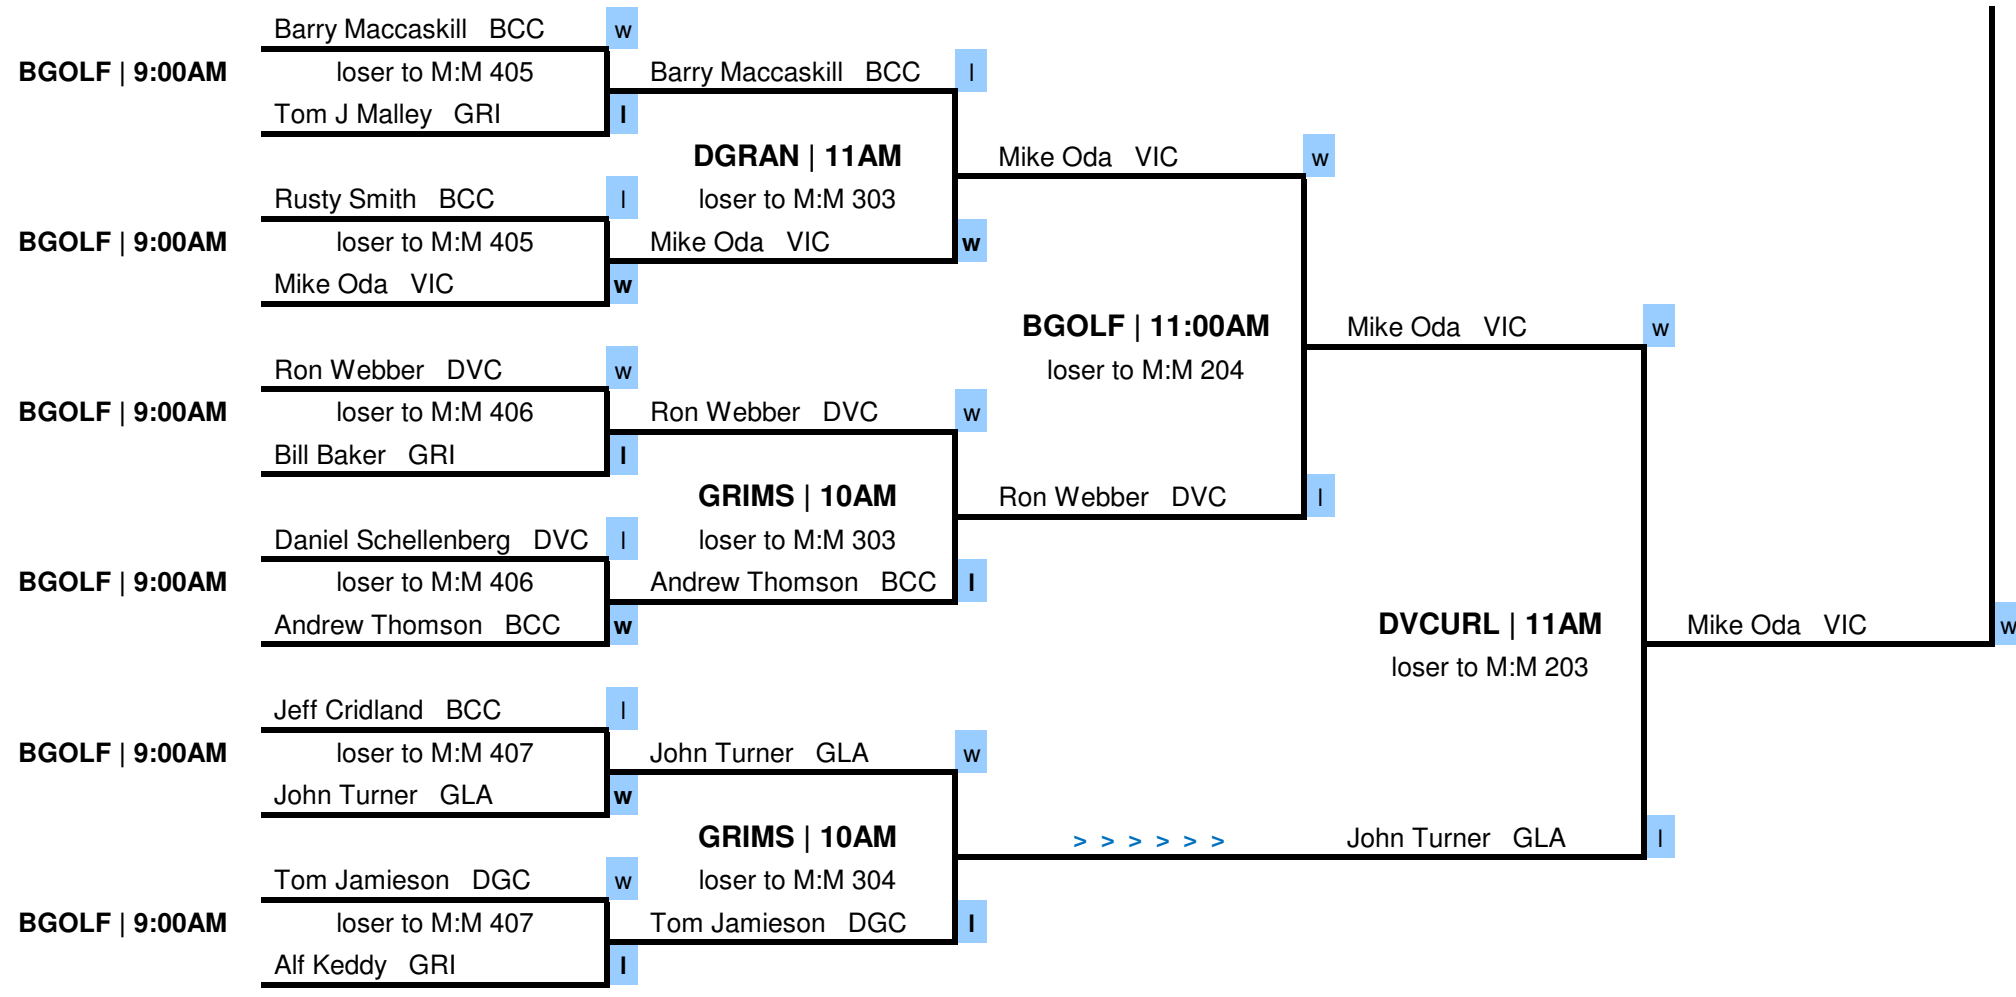 Barry Maccaskill BCC w
BGOLF | 9:00AM loser to M:M 405 Barry Maccaskill BCC l
Tom J Malley GRI l
DGRAN | 11AM Mike Oda VIC w
Rusty Smith BCC l loser to M:M 303
BGOLF | 9:00AM loser to M:M 405 Mike Oda VIC w
Mike Oda VIC w
BGOLF | 11:00AM Mike Oda VIC w
Ron Webber DVC w loser to M:M 204
BGOLF | 9:00AM loser to M:M 406 Ron Webber DVC w
Bill Baker GRI l
GRIMS | 10AM Ron Webber DVC l
Daniel Schellenberg DVC l loser to M:M 303
BGOLF | 9:00AM loser to M:M 406 Andrew Thomson BCC l
Andrew Thomson BCC w DVCURL | 11AM Mike Oda VIC w
loser to M:M 203
Jeff Cridland BCC l
BGOLF | 9:00AM loser to M:M 407 John Turner GLA w
John Turner GLA w
GRIMS | 10AM > > > > > > John Turner GLA l
Tom Jamieson DGC w loser to M:M 304
BGOLF | 9:00AM loser to M:M 407 Tom Jamieson DGC l
Alf Keddy GRI l